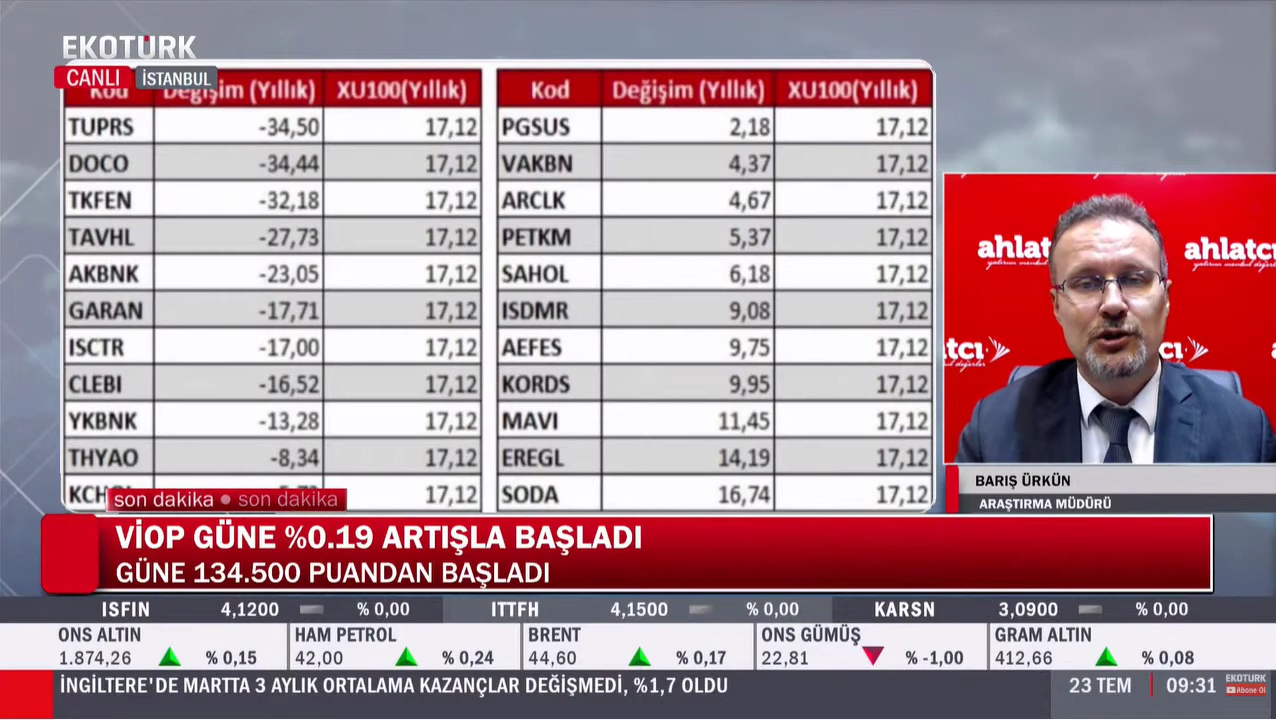 EKOTÜRK
CANLI İSTANBUL
Kod Değişim (Yıllık) XU100(Yıllık) Kod Değişim (Yıllık) XU100(Yıllık)
TUPRS -34,50 17,12 PGSUS 2,18 17,12
DOCO -34,44 17,12 VAKBN 4,37 17,12
TKFEN -32,18 17,12 ARCLK 4,67 17,12
TAVHL -27,73 17,12 PETKM 5,37 17,12
AKBNK -23,05 17,12 SAHOL 6,18 17,12
GARAN -17,71 17,12 ISDMR 9,08 17,12
ISCTR -17,00 17,12 AEFES 9,75 17,12
CLEBI -16,52 17,12 KORDS 9,95 17,12
YKBNK -13,28 17,12 MAVI 11,45 17,12
THYAO -8,34 17,12 EREGL 14,19 17,12
17,12 SODA 16,74 17,12
ahlatcı
yatırım menkul değerler
BARIŞ ÜRKÜN
ARAŞTIRMA MÜDÜRÜ
son dakika • son dakika
VİOP GÜNE %0.19 ARTIŞLA BAŞLADI
GÜNE 134.500 PUANDAN BAŞLADI
ISFIN 4,1200 % 0,00 ITTFH 4,1500 % 0,00 KARSN 3,0900 % 0,00
ONS ALTIN HAM PETROL BRENT ONS GÜMÜŞ GRAM ALTIN
1.874,26 % 0,15 42,00 % 0,24 44,60 % 0,17 22,81 % -1,00 412,66 % 0,08
İNGİLTERE'DE MARTTA 3 AYLIK ORTALAMA KAZANÇLAR DEĞİŞMEDİ, %1,7 OLDU
23 TEM 09:31
EKOTURK
Abone Ol